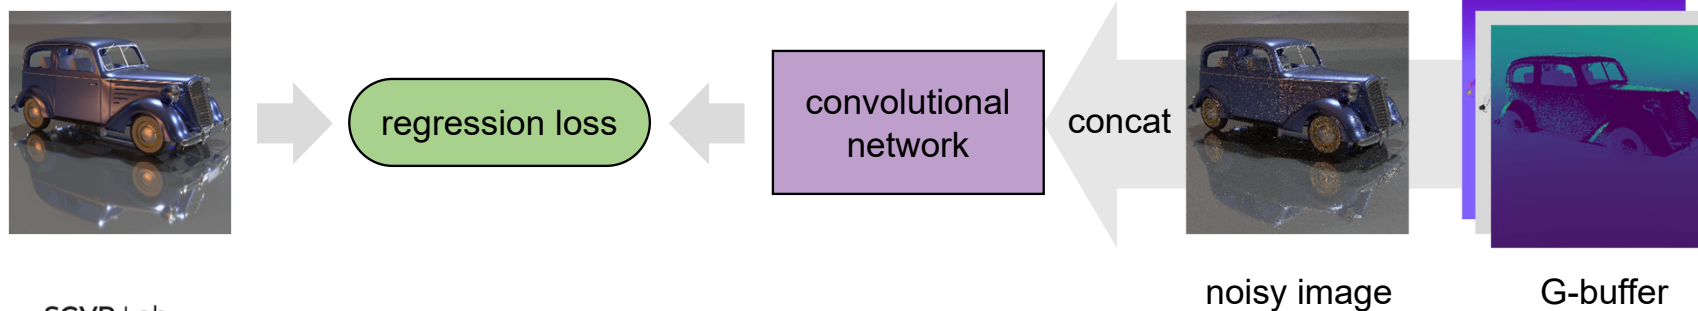 regression loss
convolutional
network
concat
noisy image
G-buffer